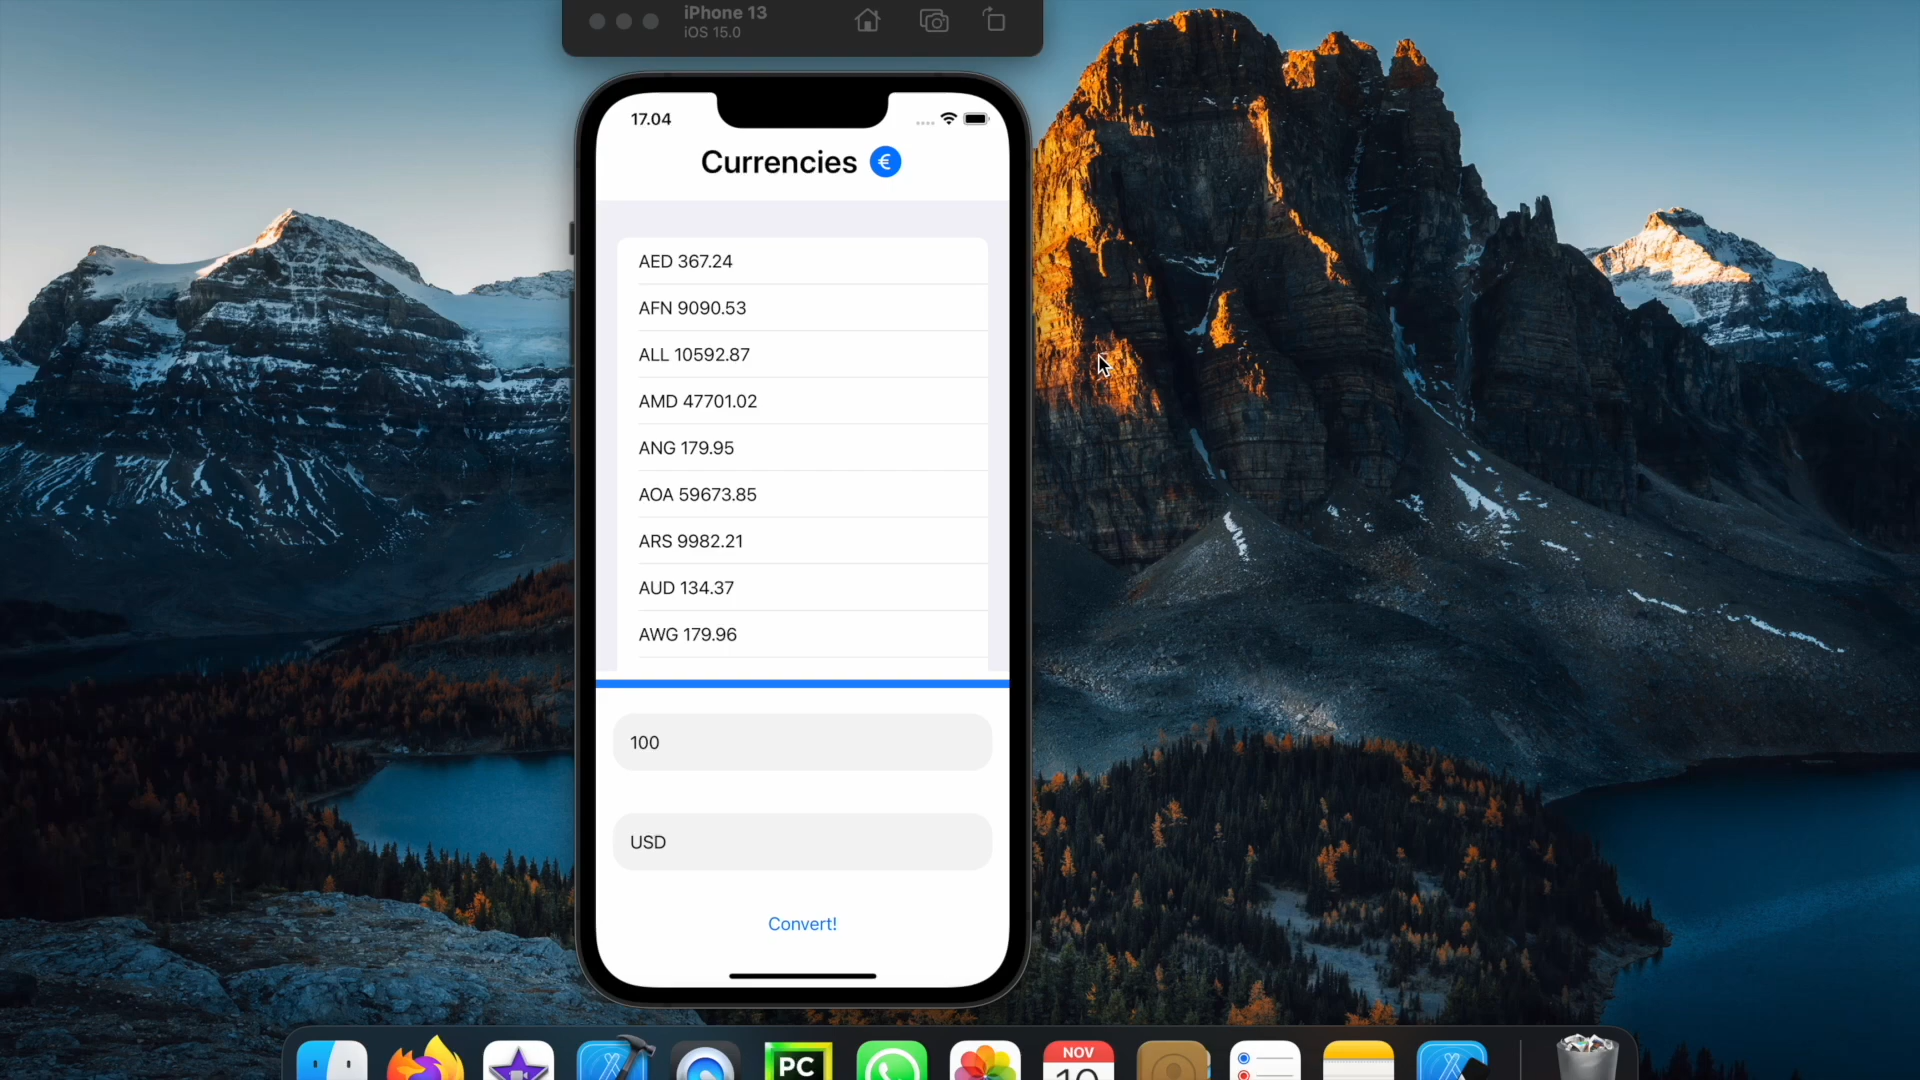 iPhone 13
iOS 15.0
17.04
Currencies €
AED 367.24
AFN 9090.53
ALL 10592.87
AMD 47701.02
ANG 179.95
AOA 59673.85
ARS 9982.21
AUD 134.37
AWG 179.96
100
USD
Convert!
PC
NOV